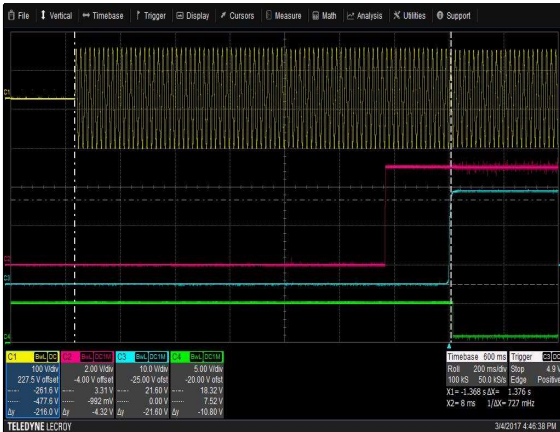 File Vertical Timebase Trigger Display Cursors Measure Math Analysis Utilities Support
C2
C3
C4
C1 BwL DC C2 BwL DC1M C3 BwL DC1M C4 BwL DC1M Timebase 600 ms Trigger C3 DC
100 V/div 2.00 V/div 10.0 V/div 5.00 V/div Roll 200 ms/div Stop 4.9 V
227.5 V offset -4.00 V offset -25.00 V ofst -20.00 V ofst 100 kS 50.0 kS/s Edge Positive
-261.6 V 3.31 V 21.60 V 18.32 V X1= -1.368 s ΔX= 1.376 s
-477.6 V -992 mV 0.00 V 7.52 V X2= 8 ms 1/ΔX= 727 mHz
Δy -216.0 V Δy -4.32 V Δy -21.60 V Δy -10.80 V
TELEDYNE LECROY 3/4/2017 4:46:38 PM